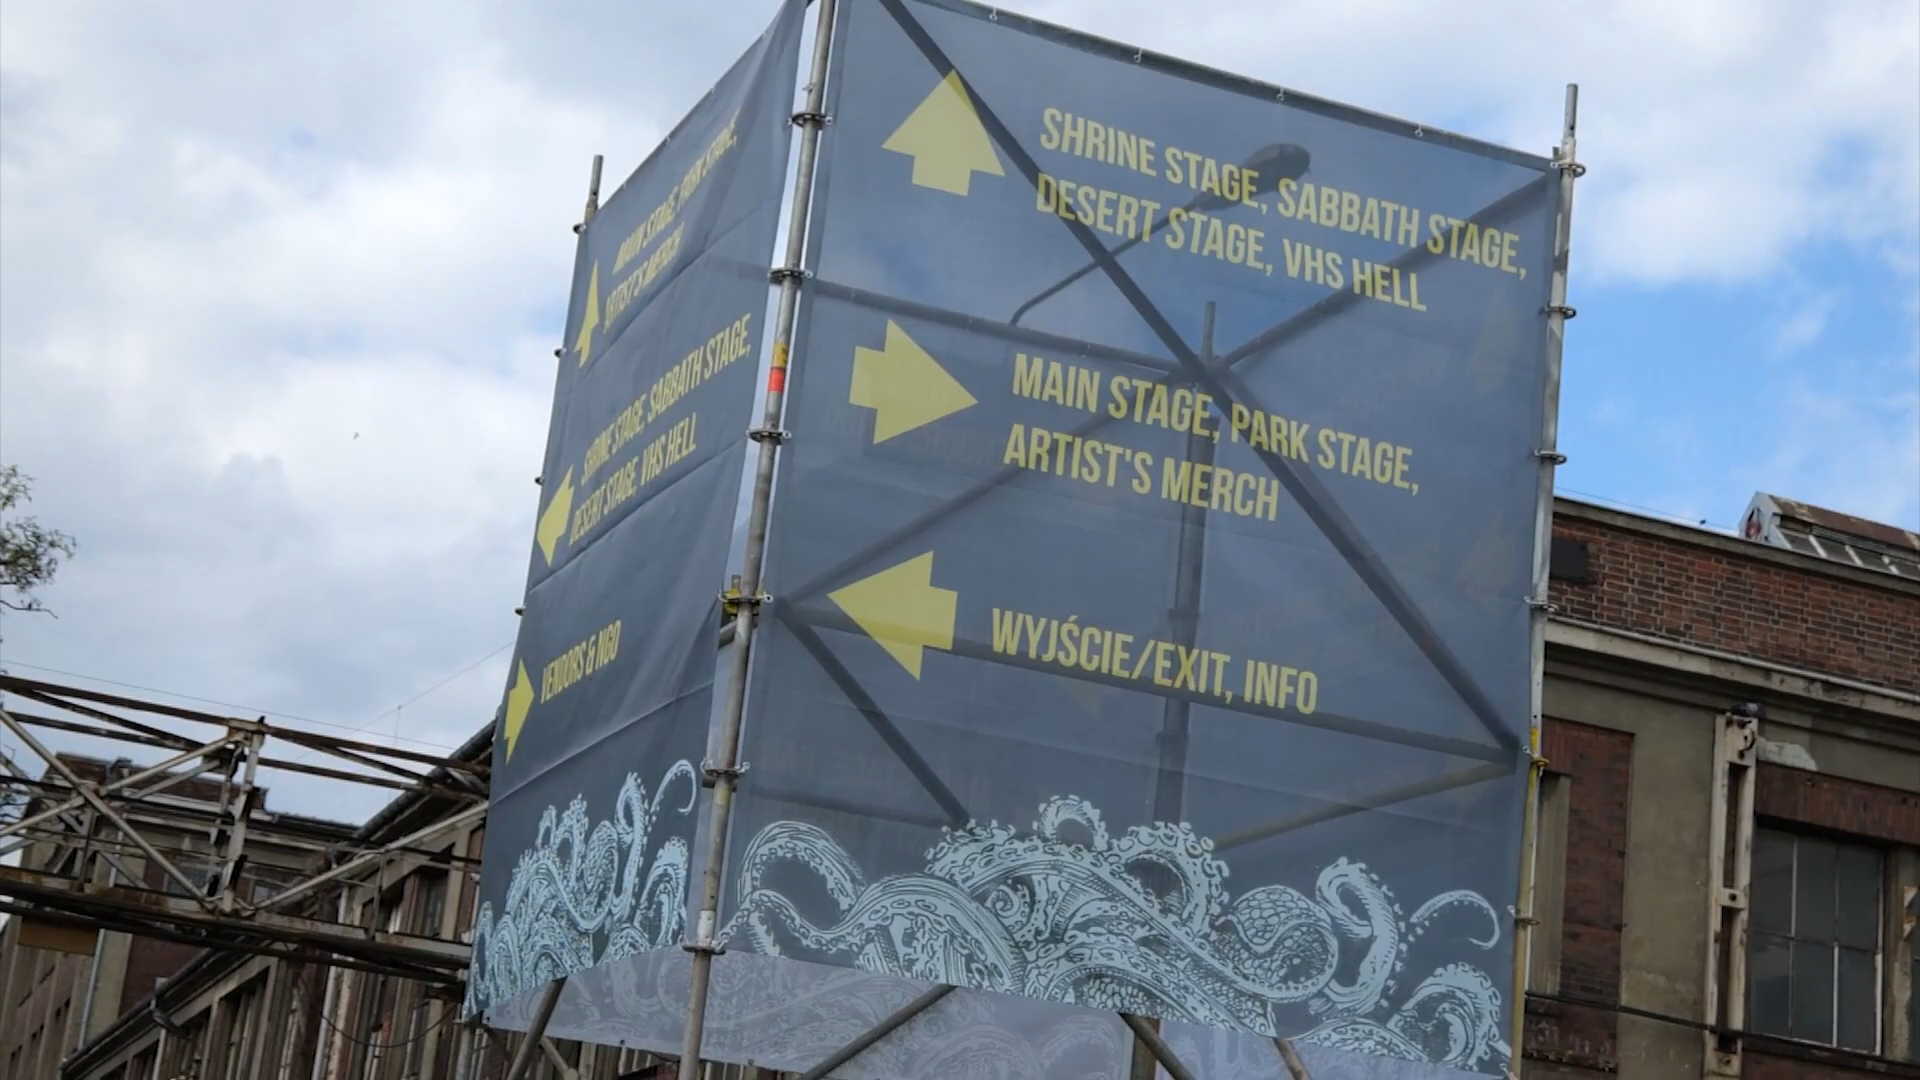 MAIN STAGE, PARK STAGE,
ARTIST'S MERCH
SHRINE STAGE, SABBATH STAGE,
DESERT STAGE, VHS HELL
VENDORS & NGO
SHRINE STAGE, SABBATH STAGE,
DESERT STAGE, VHS HELL
MAIN STAGE, PARK STAGE,
ARTIST'S MERCH
WYJŚCIE/EXIT, INFO